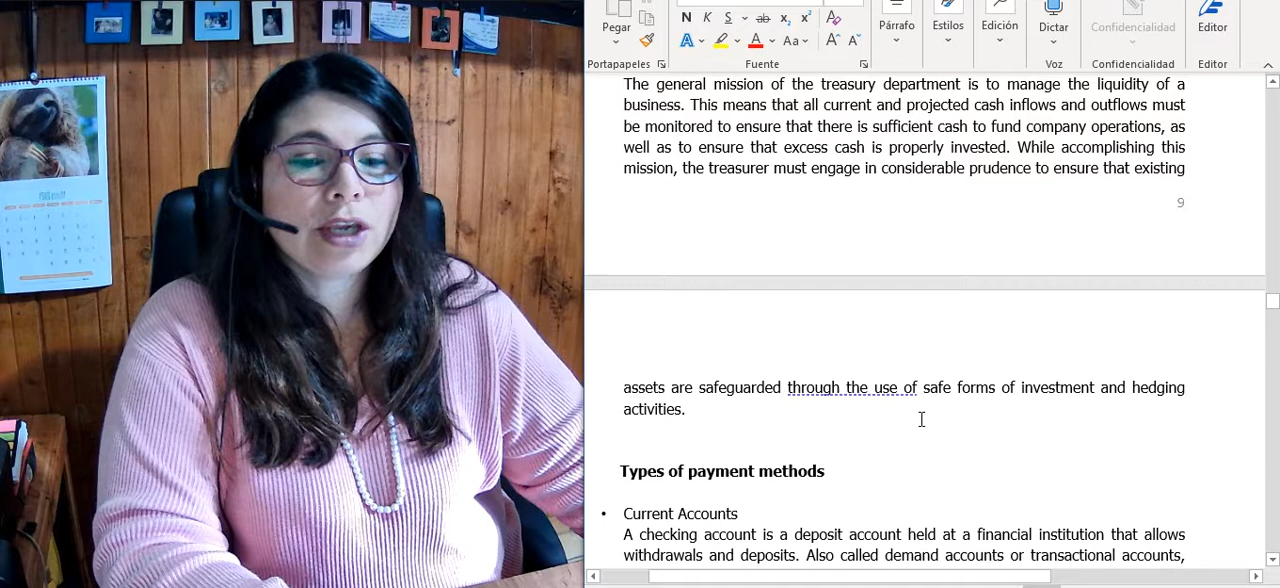 Pegar
N K S ab x₂ x²
A A Aa A A
Párrafo
Estilos
Edición
Dictar
Confidencialidad
Editor
Portapapeles
Fuente
Voz
Confidencialidad
Editor
The general mission of the treasury department is to manage the liquidity of a
business. This means that all current and projected cash inflows and outflows must
be monitored to ensure that there is sufficient cash to fund company operations, as
well as to ensure that excess cash is properly invested. While accomplishing this
mission, the treasurer must engage in considerable prudence to ensure that existing
9
assets are safeguarded through the use of safe forms of investment and hedging
activities.
Types of payment methods
• Current Accounts
A checking account is a deposit account held at a financial institution that allows
withdrawals and deposits. Also called demand accounts or transactional accounts,